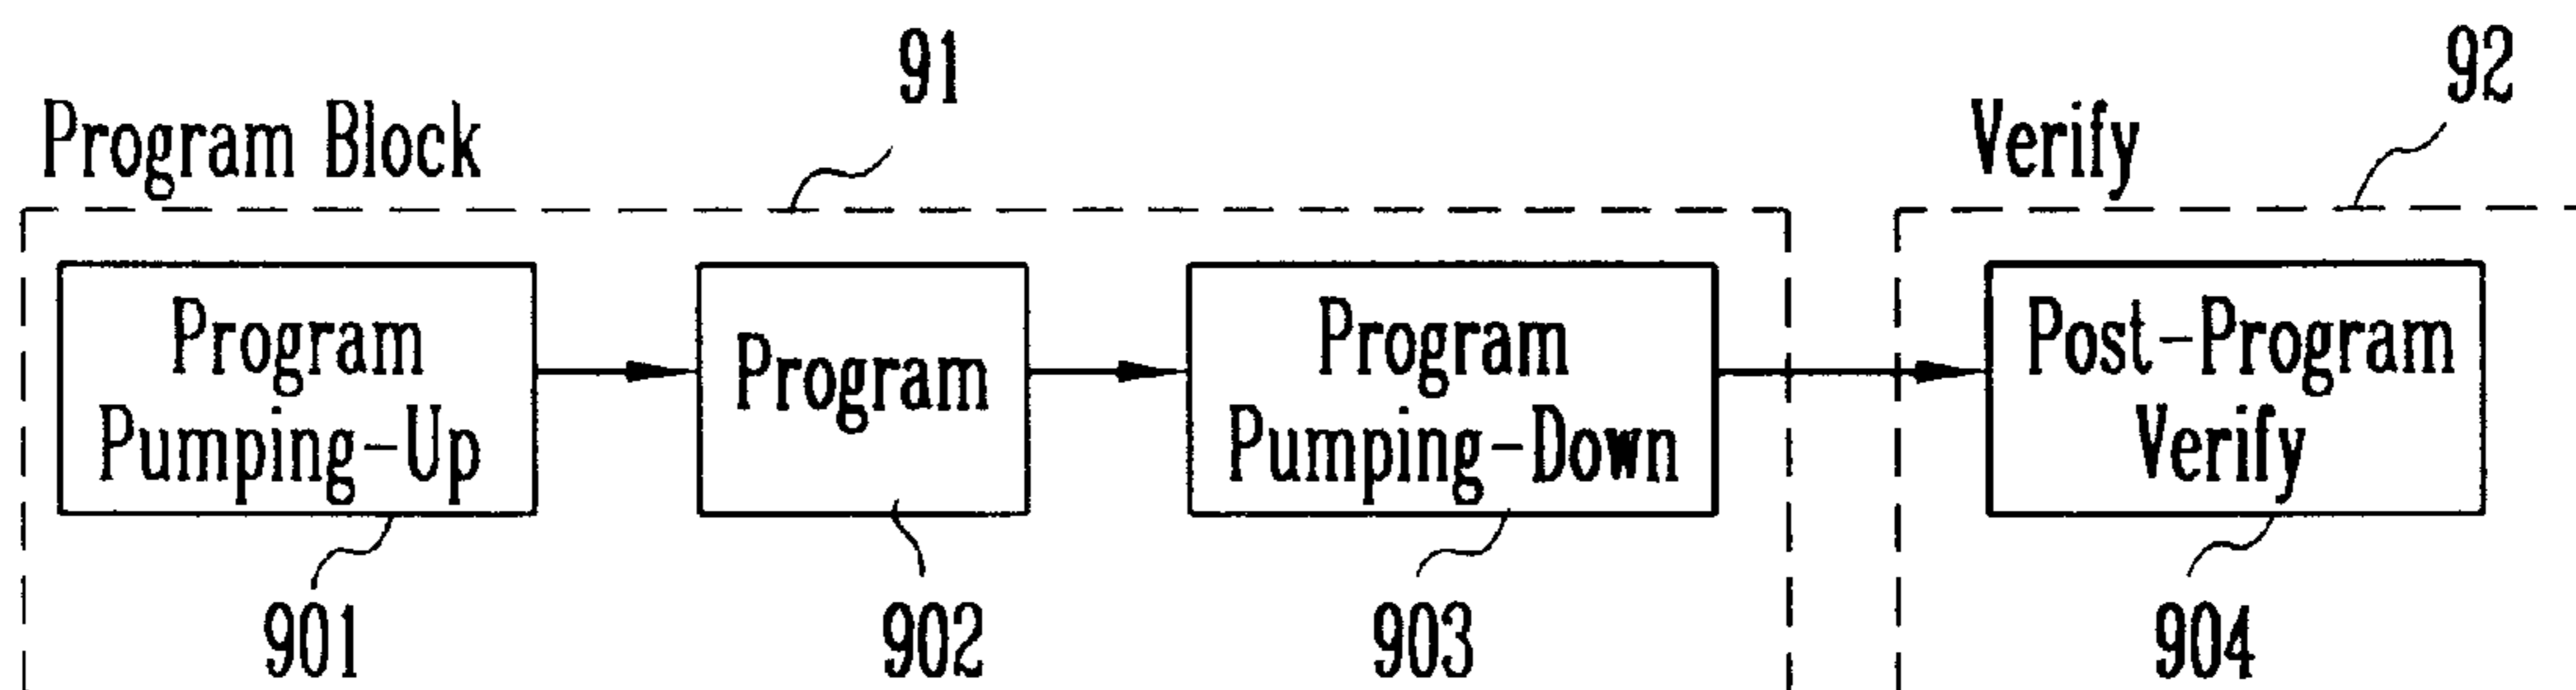 91
92
Program Block
Verify
Program
Pumping-Up
Program
Program
Pumping-Down
Post-Program
Verify
901
902
903
904